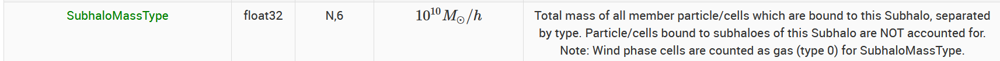 SubhaloMassType float32 N,6 10^10 M_⊙/h Total mass of all member particle/cells which are bound to this Subhalo, separated
by type. Particle/cells bound to subhaloes of this Subhalo are NOT accounted for.
Note: Wind phase cells are counted as gas (type 0) for SubhaloMassType.